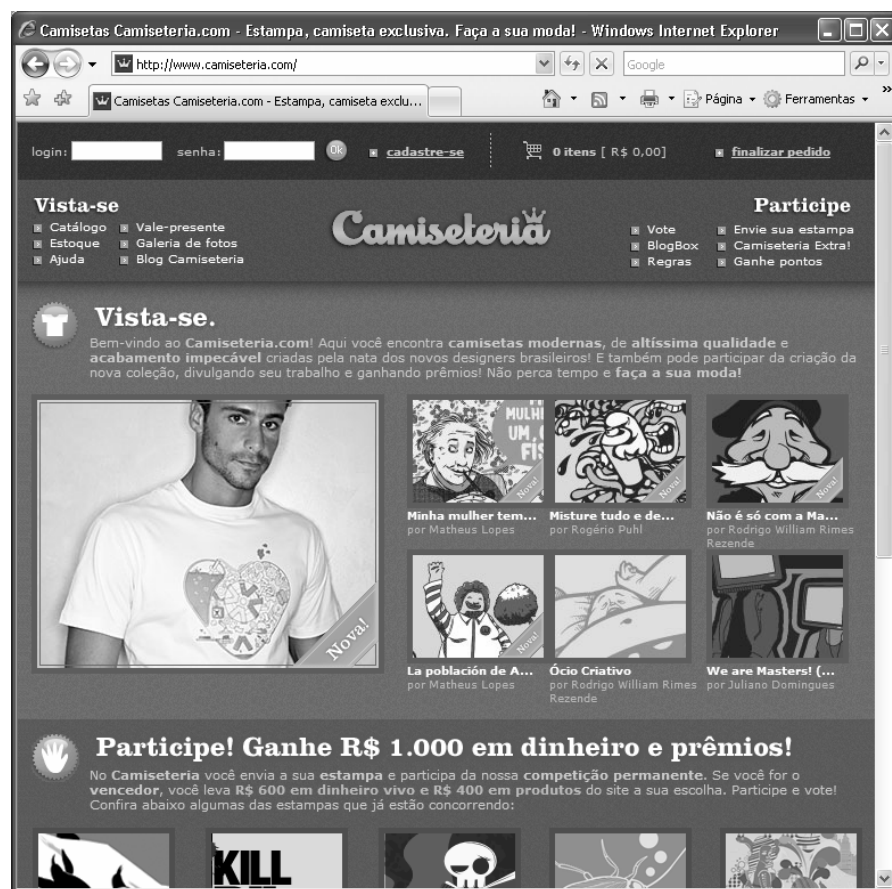 Camisetas Camiseteria.com - Estampa, camiseta exclusiva. Faça a sua moda! - Windows Internet Explorer
http://www.camiseteria.com/
Google
Camisetas Camiseteria.com - Estampa, camiseta exclu...
Página
Ferramentas
»
login:
senha:
Ok
cadastre-se
0 itens [ R$ 0,00]
finalizar pedido
Vista-se
Catálogo
Vale-presente
Estoque
Galeria de fotos
Ajuda
Blog Camiseteria
Camiseteria
Participe
Vote
Envie sua estampa
BlogBox
Camiseteria Extra!
Regras
Ganhe pontos
Vista-se.
Bem-vindo ao Camiseteria.com! Aqui você encontra camisetas modernas, de altíssima qualidade e
acabamento impecável criadas pela nata dos novos designers brasileiros! E também pode participar da criação da
nova coleção, divulgando seu trabalho e ganhando prêmios! Não perca tempo e faça a sua moda!
Nova!
MULHE
UM
FÍS
Nova!
Minha mulher tem...
por Matheus Lopes
Nova!
Misture tudo e de...
por Rogério Puhl
Nova!
Não é só com a Ma...
por Rodrigo William Rimes
Rezende
Nova!
La población de A...
por Matheus Lopes
Ócio Criativo
por Rodrigo William Rimes
Rezende
We are Masters! (...
por Juliano Domingues
Participe! Ganhe R$ 1.000 em dinheiro e prêmios!
No Camiseteria você envia a sua estampa e participa da nossa competição permanente. Se você for o
vencedor, você leva R$ 600 em dinheiro vivo e R$ 400 em produtos do site a sua escolha. Participe e vote!
Confira abaixo algumas das estampas que já estão concorrendo:
KILL